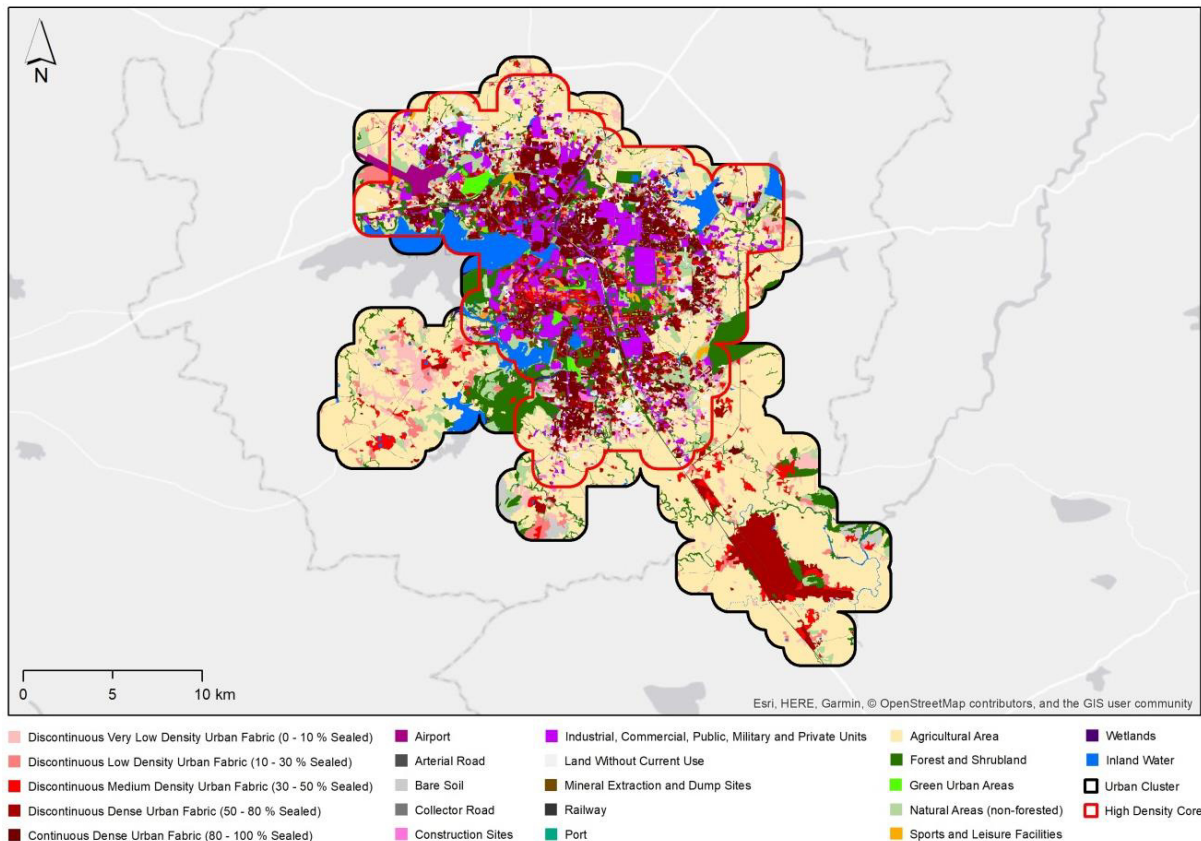 N
0 5 10 km
Esri, HERE, Garmin, © OpenStreetMap contributors, and the GIS user community
Discontinuous Very Low Density Urban Fabric (0 - 10 % Sealed)
Discontinuous Low Density Urban Fabric (10 - 30 % Sealed)
Discontinuous Medium Density Urban Fabric (30 - 50 % Sealed)
Discontinuous Dense Urban Fabric (50 - 80 % Sealed)
Continuous Dense Urban Fabric (80 - 100 % Sealed)
Airport
Arterial Road
Bare Soil
Collector Road
Construction Sites
Industrial, Commercial, Public, Military and Private Units
Land Without Current Use
Mineral Extraction and Dump Sites
Railway
Port
Agricultural Area
Forest and Shrubland
Green Urban Areas
Natural Areas (non-forested)
Sports and Leisure Facilities
Wetlands
Inland Water
Urban Cluster
High Density Core